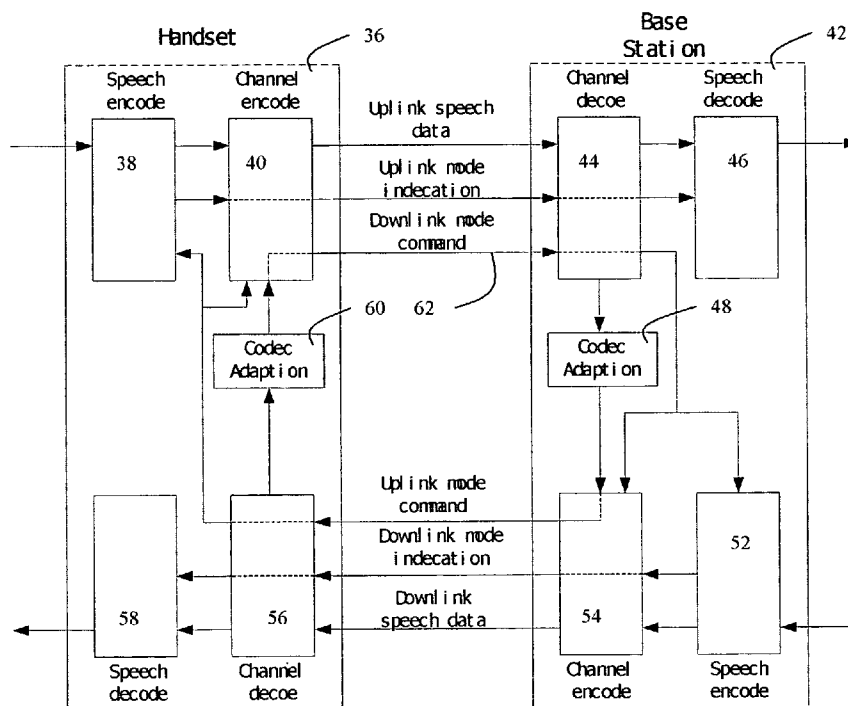 Handset
36
Base
Station
42
Speech
encode
Channel
encode
Channel
decoe
Speech
decode
Uplink speech
data
38
40
44
46
Uplink mode
indecation
Downlink mode
command
60
62
48
Codec
Adaption
Codec
Adaption
Uplink mode
command
Downlink mode
indecation
52
Downlink
speech data
58
56
54
Speech
decode
Channel
decoe
Channel
encode
Speech
encode